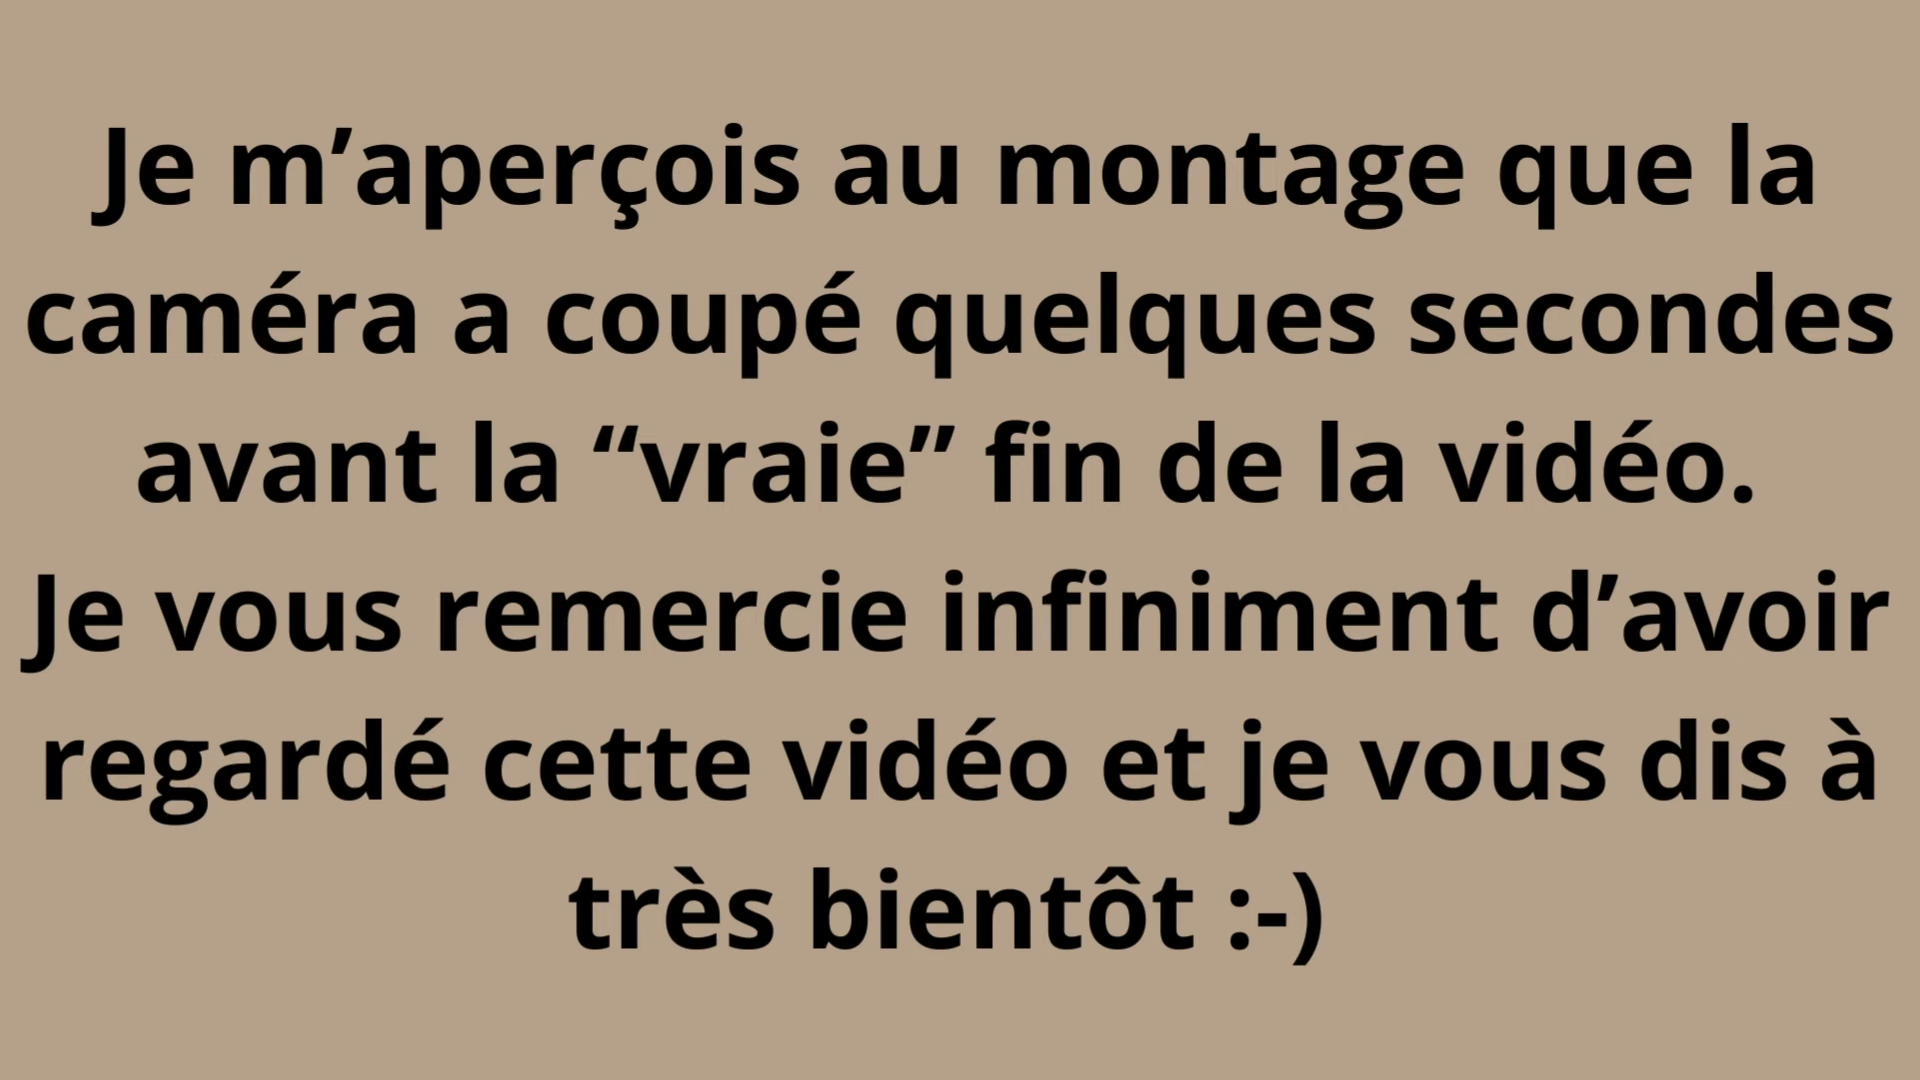 Je m’aperçois au montage que la
caméra a coupé quelques secondes
avant la “vraie” fin de la vidéo.
Je vous remercie infiniment d’avoir
regardé cette vidéo et je vous dis à
très bientôt :-)